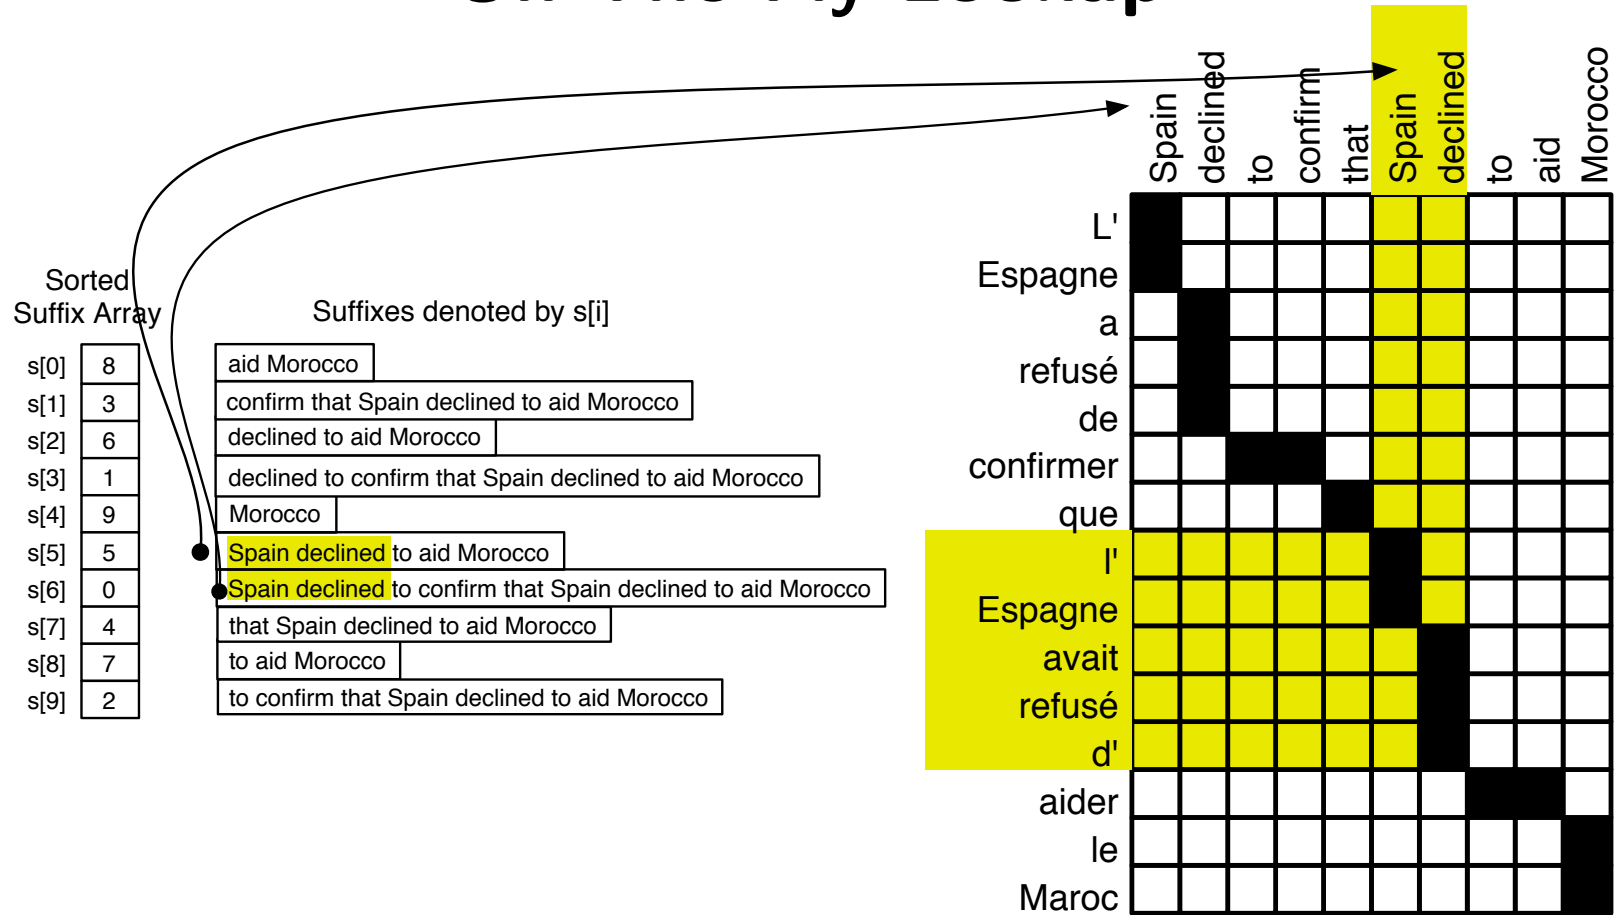 On-The-Fly Lookup
Sorted
Suffix Array
Suffixes denoted by s[i]
s[0] 8 aid Morocco
s[1] 3 confirm that Spain declined to aid Morocco
s[2] 6 declined to aid Morocco
s[3] 1 declined to confirm that Spain declined to aid Morocco
s[4] 9 Morocco
s[5] 5 Spain declined to aid Morocco
s[6] 0 Spain declined to confirm that Spain declined to aid Morocco
s[7] 4 that Spain declined to aid Morocco
s[8] 7 to aid Morocco
s[9] 2 to confirm that Spain declined to aid Morocco
Spain
declined
to
confirm
that
Spain
declined
to
aid
Morocco
L'
Espagne
a
refusé
de
confirmer
que
l'
Espagne
avait
refusé
d'
aider
le
Maroc